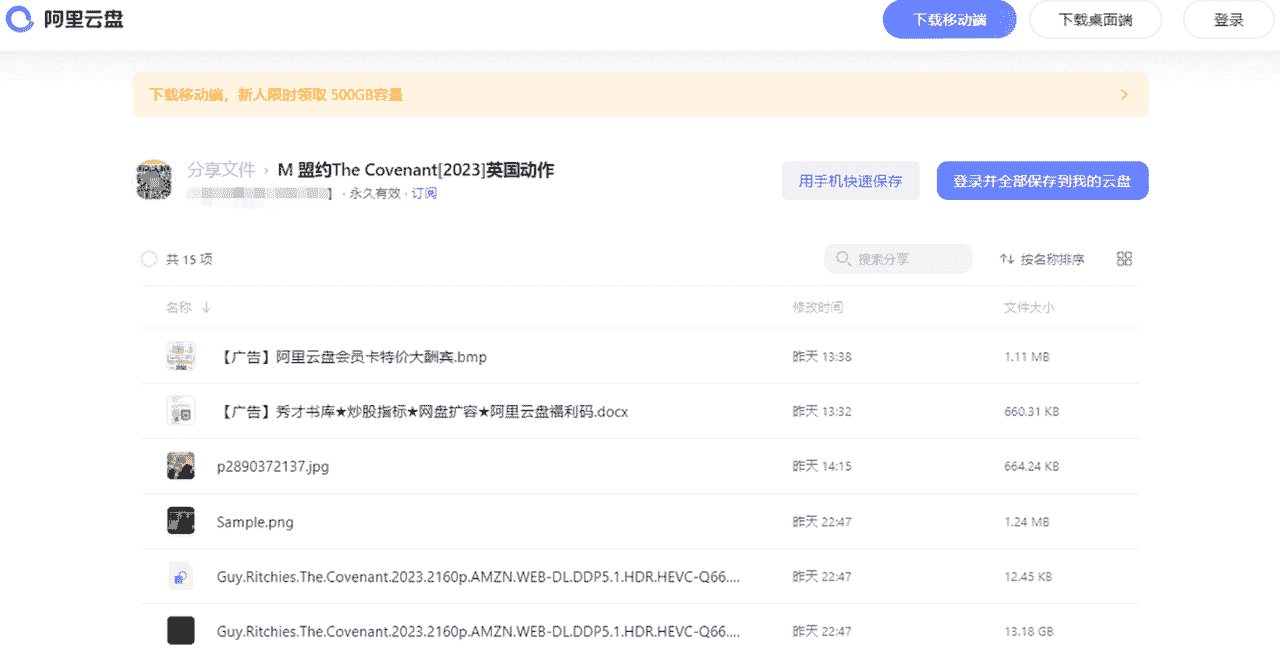 阿里云盘
下载移动端
下载桌面端
登录
下载移动端，新人限时领取 500GB容量
分享文件 › M 盟约The Covenant[2023]英国动作
】 · 永久有效 · 订阅
用手机快速保存
登录并全部保存到我的云盘
共 15 项
搜索分享
按名称排序
名称
修改时间
文件大小
【广告】阿里云盘会员卡特价大酬宾.bmp
昨天 13:38
1.11 MB
【广告】秀才书库★炒股指标★网盘扩容★阿里云盘福利码.docx
昨天 13:32
660.31 KB
p2890372137.jpg
昨天 14:15
664.24 KB
Sample.png
昨天 22:47
1.24 MB
Guy.Ritchies.The.Covenant.2023.2160p.AMZN.WEB-DL.DDP5.1.HDR.HEVC-Q66....
昨天 22:47
12.45 KB
Guy.Ritchies.The.Covenant.2023.2160p.AMZN.WEB-DL.DDP5.1.HDR.HEVC-Q66....
昨天 22:47
13.18 GB